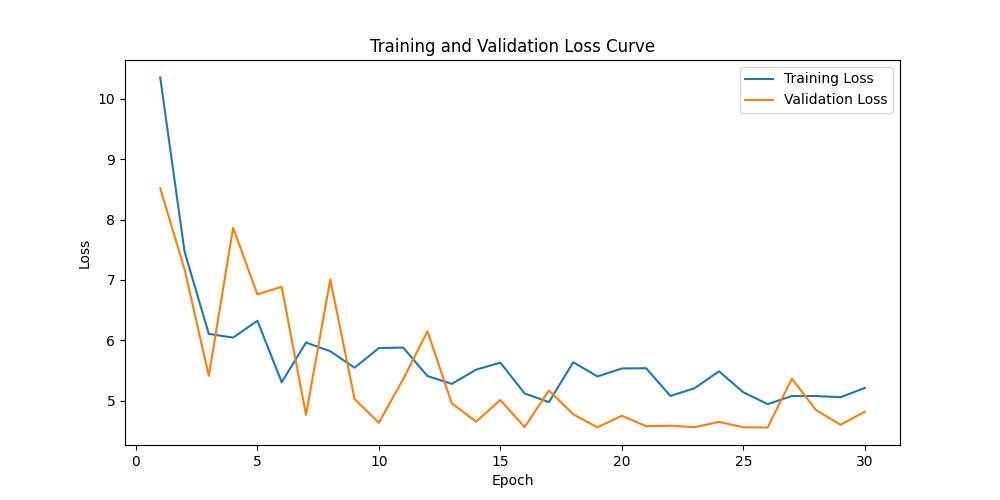 Training and Validation Loss Curve
Training Loss
Validation Loss
Loss
10
9
8
7
6
5
0 5 10 15 20 25 30
Epoch